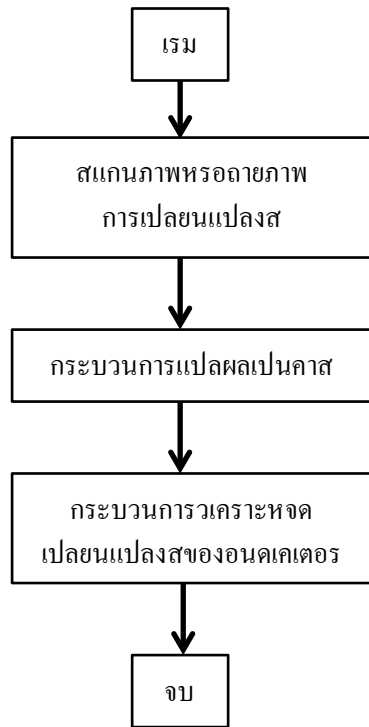 เรม
สแกนภาพหรอถายภาพ
การเปลยนแปลงส
กระบวนการแปลผลเปนคาส
กระบวนการวเคราะหจด
เปลยนแปลงสของอนดเคเตอร
จบ